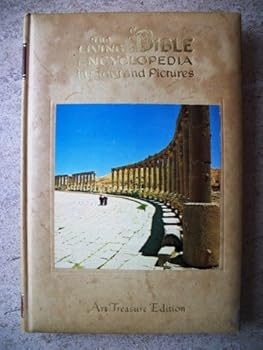 THE
LIVING BIBLE
ENCYCLOPEDIA
in Story and Pictures
Art Treasure Edition